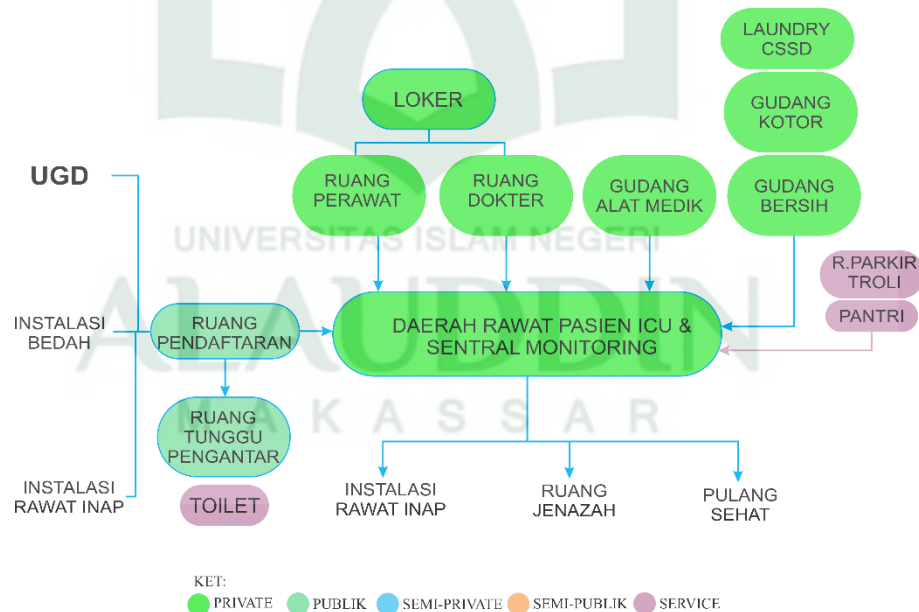 LAUNDRY
CSSD
LOKER
GUDANG
KOTOR
UGD
RUANG
PERAWAT
RUANG
DOKTER
GUDANG
ALAT MEDIK
GUDANG
BERSIH
UNIVERSITAS ISLAM NEGERI
R.PARKIR
TROLI
PANTRI
INSTALASI
BEDAH
RUANG
PENDAFTARAN
DAERAH RAWAT PASIEN ICU &
SENTRAL MONITORING
ALAUDDIN
MAKASSAR
RUANG
TUNGGU
PENGANTAR
INSTALASI
RAWAT INAP
TOILET
INSTALASI
RAWAT INAP
RUANG
JENAZAH
PULANG
SEHAT
KET:
PRIVATE PUBLIK SEMI-PRIVATE SEMI-PUBLIK SERVICE